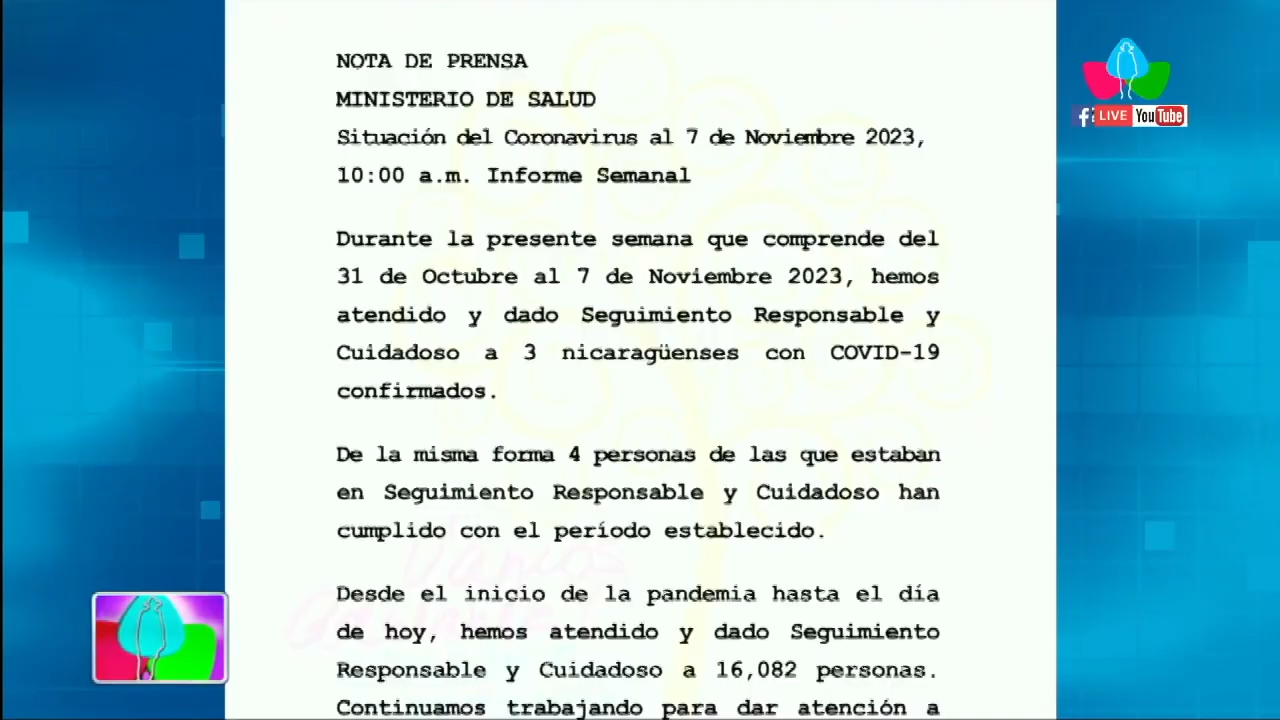 NOTA DE PRENSA
MINISTERIO DE SALUD
Situación del Coronavirus al 7 de Noviembre 2023,
10:00 a.m. Informe Semanal
Durante la presente semana que comprende del
31 de Octubre al 7 de Noviembre 2023, hemos
atendido y dado Seguimiento Responsable y
Cuidadoso a 3 nicaragüenses con COVID-19
confirmados.
De la misma forma 4 personas de las que estaban
en Seguimiento Responsable y Cuidadoso han
cumplido con el período establecido.
Desde el inicio de la pandemia hasta el día
de hoy, hemos atendido y dado Seguimiento
Responsable y Cuidadoso a 16,082 personas.
Continuamos trabajando para dar atención a
LIVE YouTube